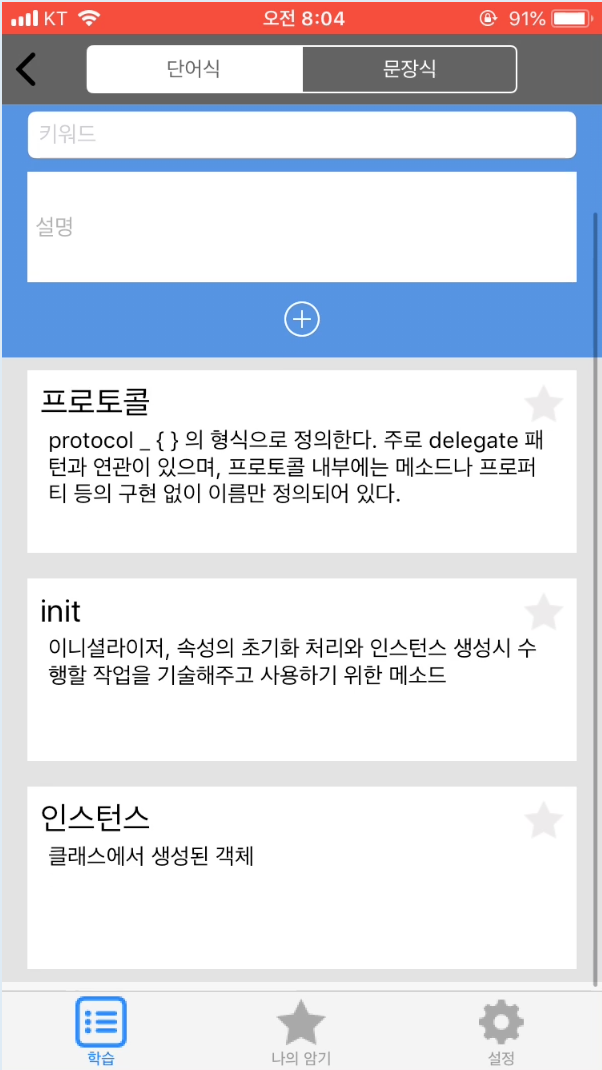 KT 오전 8:04 91%
단어식 문장식
키워드
설명
프로토콜
protocol _ { } 의 형식으로 정의한다. 주로 delegate 패
턴과 연관이 있으며, 프로토콜 내부에는 메소드나 프로퍼
티 등의 구현 없이 이름만 정의되어 있다.
init
이니셜라이저, 속성의 초기화 처리와 인스턴스 생성시 수
행할 작업을 기술해주고 사용하기 위한 메소드
인스턴스
클래스에서 생성된 객체
학습 나의 암기 설정